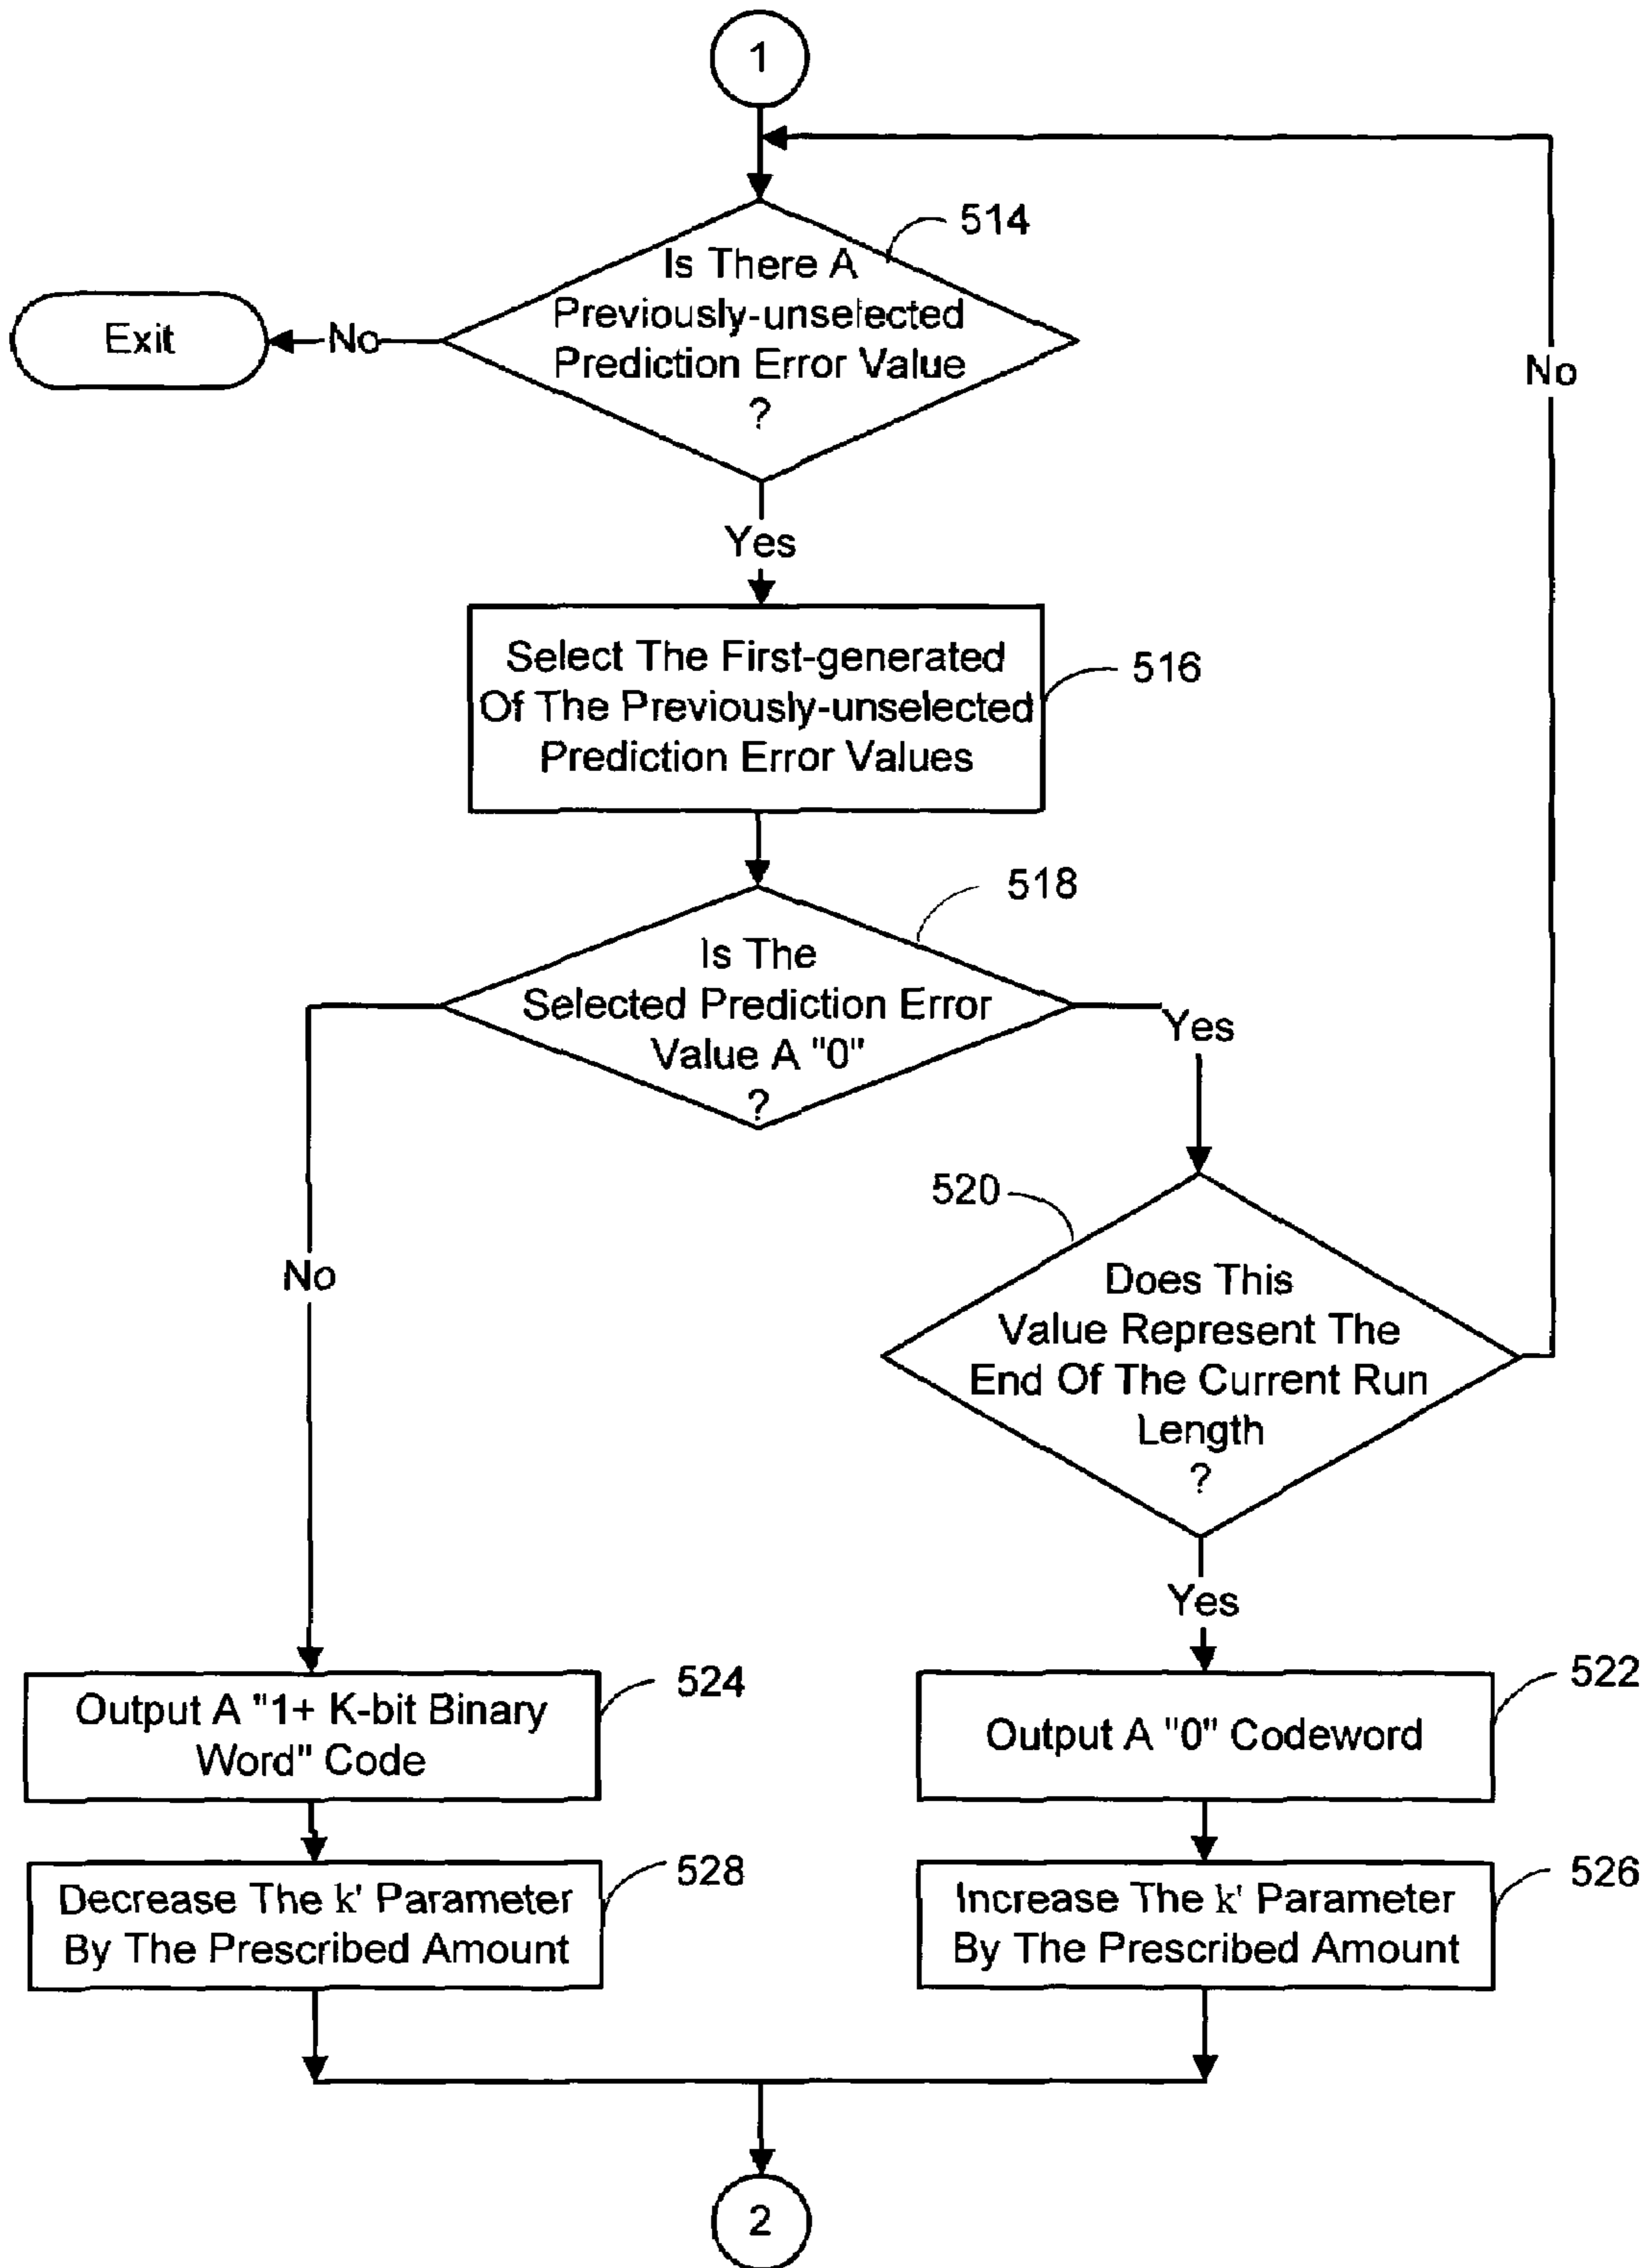 1
514
Is There A
Previously-unselected
Prediction Error Value
?
Exit
No
No
Yes
Select The First-generated
Of The Previously-unselected
Prediction Error Values
516
518
Is The
Selected Prediction Error
Value A "0"
?
Yes
No
520
Does This
Value Represent The
End Of The Current Run
Length
?
Yes
Output A "1+ K-bit Binary
Word" Code
524
Output A "0" Codeword
522
Decrease The k' Parameter
By The Prescribed Amount
528
Increase The k' Parameter
By The Prescribed Amount
526
2